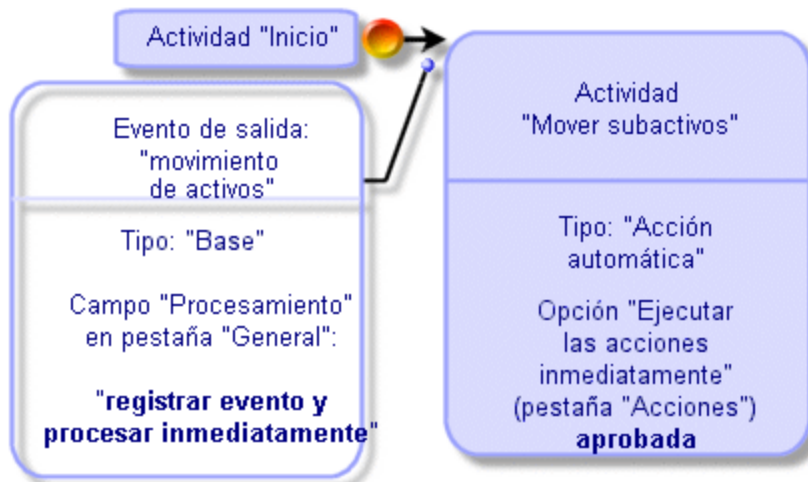 Actividad "Inicio"
Evento de salida:
"movimiento
de activos"
Tipo: "Base"
Campo "Procesamiento"
en pestaña "General":
"registrar evento y
procesar inmediatamente"
Actividad
"Mover subactivos"
Tipo: "Acción
automática"
Opción "Ejecutar
las acciones
inmediatamente"
(pestaña "Acciones")
aprobada